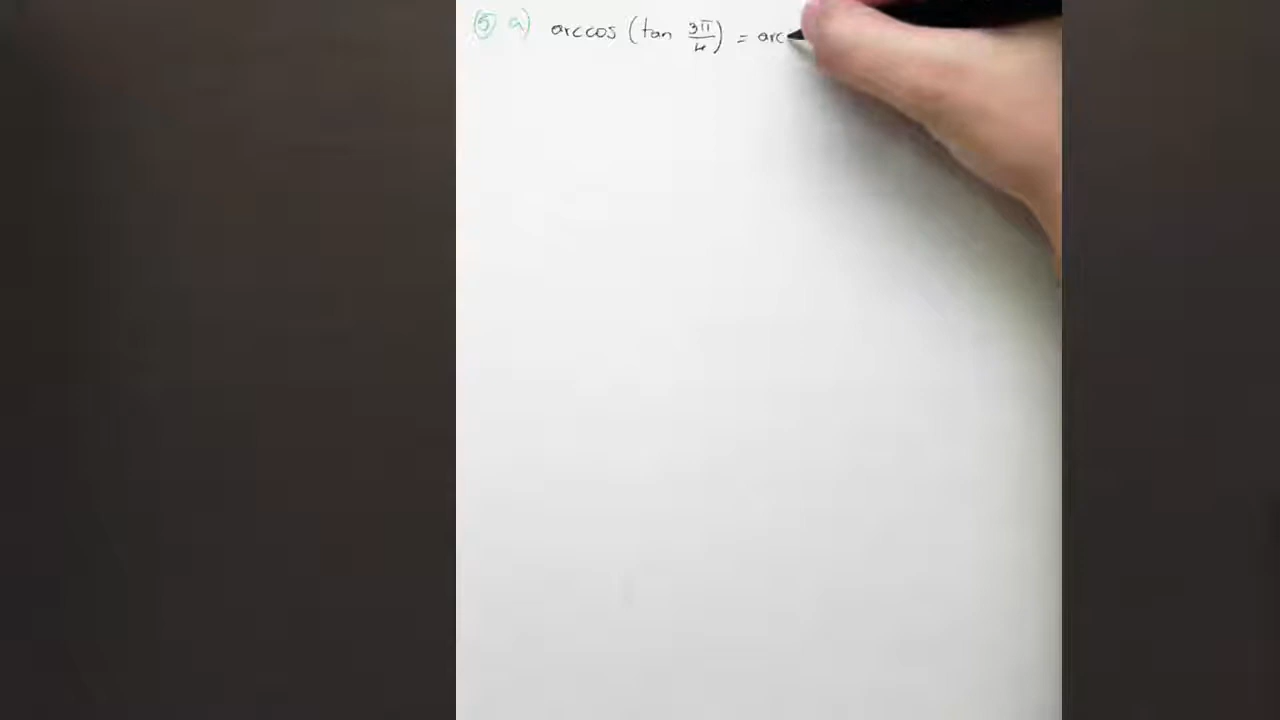 (5) a) arccos (tan 3π/4) = arc